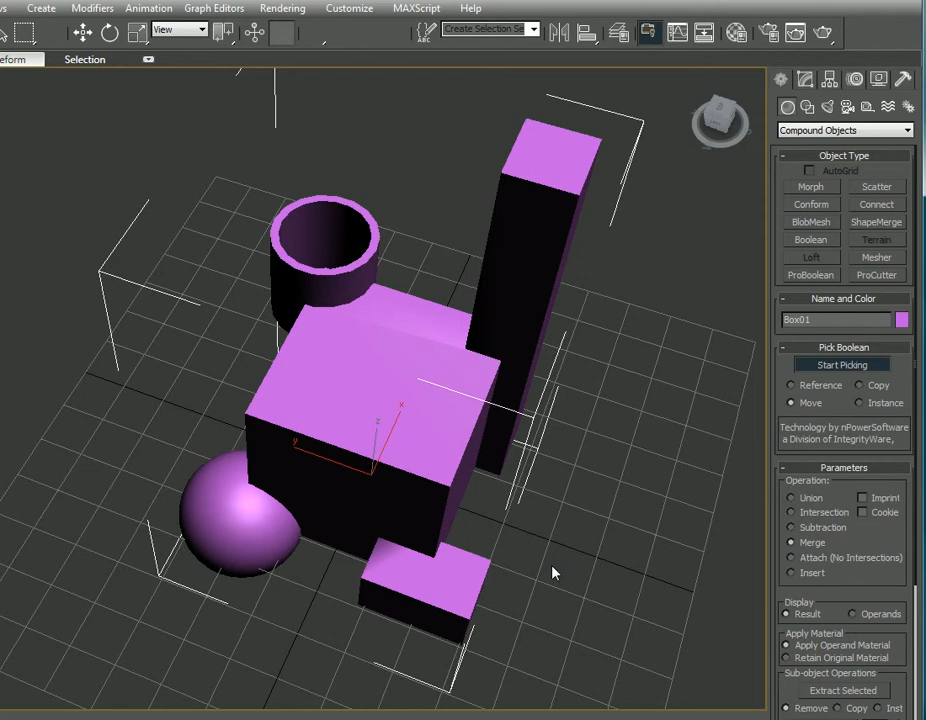 Create Modifiers Animation Graph Editors Rendering Customize MAXScript Help
View
Create Selection Se
Selection
Compound Objects
- Object Type
AutoGrid
Morph Scatter
Conform Connect
BlobMesh ShapeMerge
Boolean Terrain
Loft Mesher
ProBoolean ProCutter
- Name and Color
Box01
- Pick Boolean
Start Picking
Reference Copy
Move Instance
Technology by nPowerSoftware
a Division of IntegrityWare,
- Parameters
Operation:
Union Imprint
Intersection Cookie
Subtraction
Merge
Attach (No Intersections)
Insert
Display
Result Operands
Apply Material
Apply Operand Material
Retain Original Material
Sub-object Operations
Extract Selected
Remove Copy Inst
x
y
z